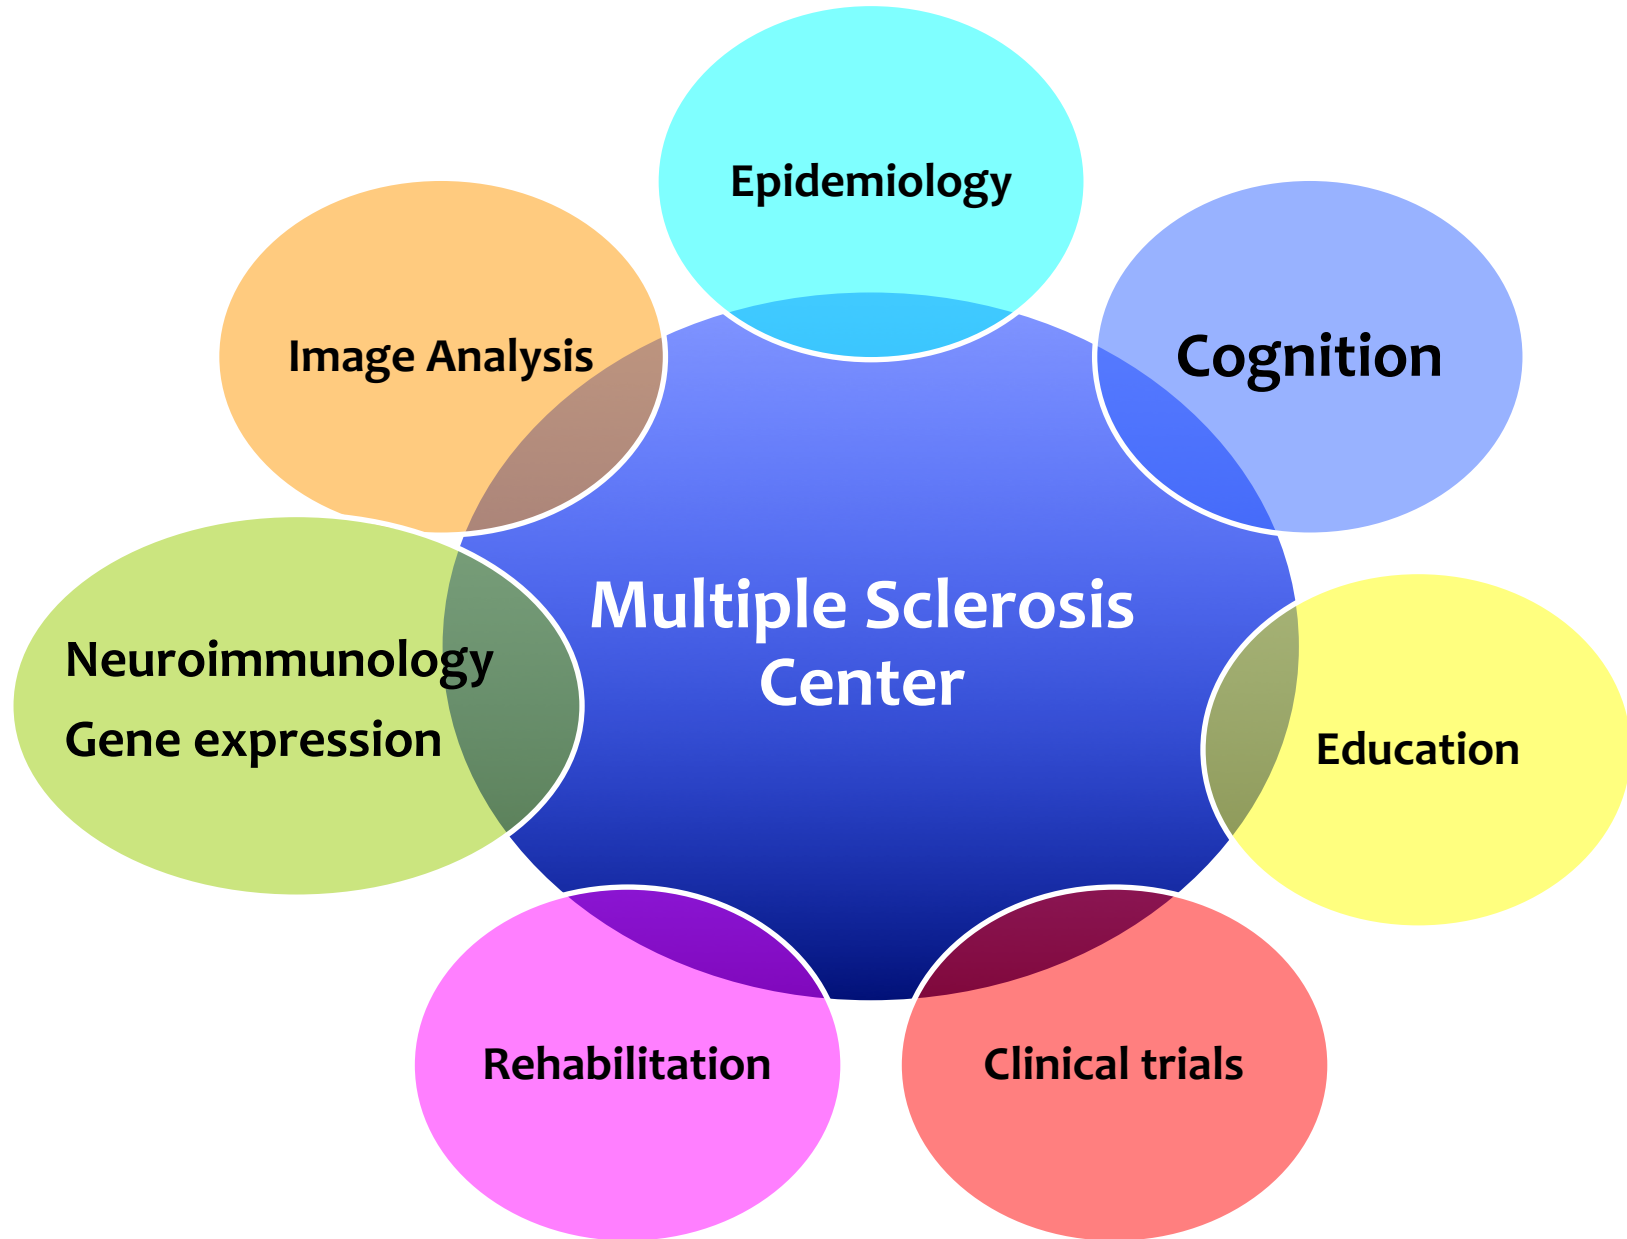 Epidemiology
Image Analysis
Cognition
Multiple Sclerosis
Center
Neuroimmunology
Gene expression
Education
Rehabilitation
Clinical trials